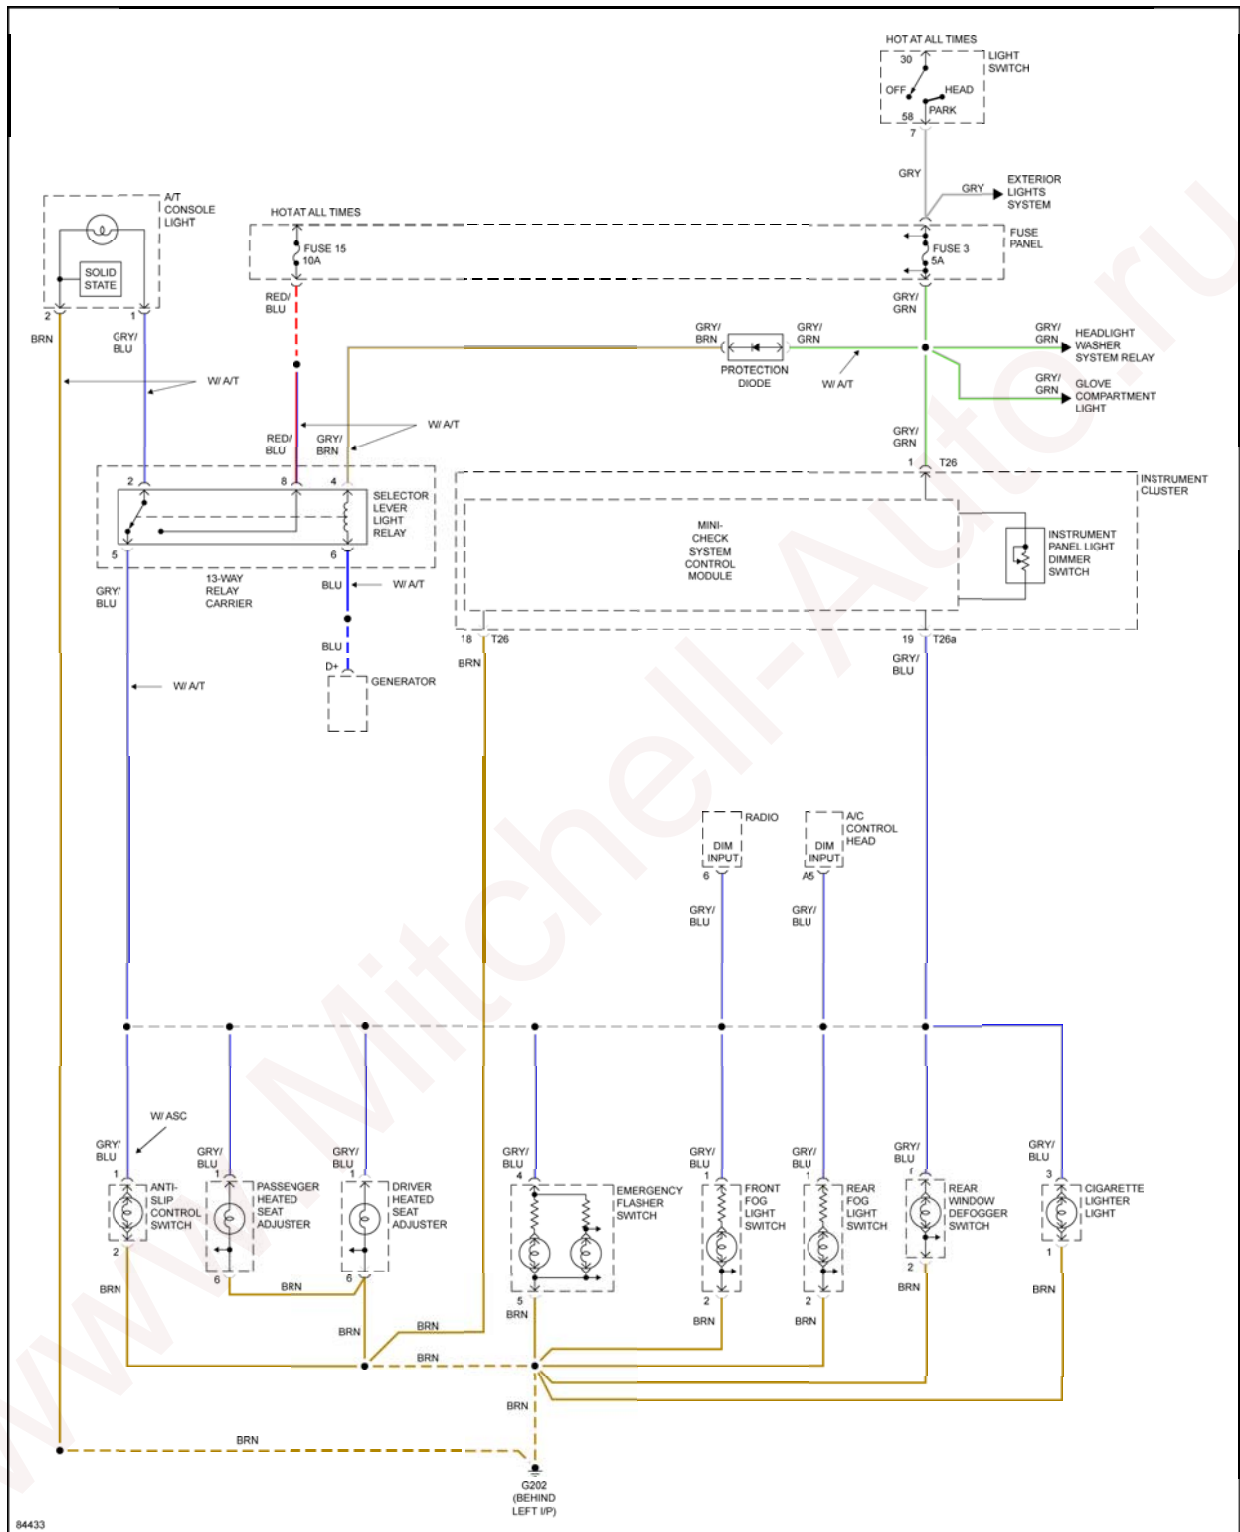 HOT AT ALL TIMES
30
LIGHT
SWITCH
OFF
HEAD
PARK
58
7
GRY
GRY
EXTERIOR
LIGHTS
SYSTEM
A/T
CONSOLE
LIGHT
SOLID
STATE
2
1
BRN
GRY/
BLU
W/ A/T
HOT AT ALL TIMES
FUSE 15
10A
FUSE 3
5A
FUSE
PANEL
RED/
BLU
GRY/
GRN
GRY/
BRN
GRY/
GRN
PROTECTION
DIODE
W/ A/T
GRY/
GRN
HEADLIGHT
WASHER
SYSTEM RELAY
GRY/
GRN
GLOVE
COMPARTMENT
LIGHT
W/ A/T
RED/
BLU
GRY/
BRN
GRY/
GRN
1
T26
2
8
4
SELECTOR
LEVER
LIGHT
RELAY
5
6
13-WAY
RELAY
CARRIER
GRY/
BLU
BLU
W/ A/T
BLU
D+
GENERATOR
W/ A/T
INSTRUMENT
CLUSTER
MINI-
CHECK
SYSTEM
CONTROL
MODULE
INSTRUMENT
PANEL LIGHT
DIMMER
SWITCH
18
T26
BRN
19
T26a
GRY/
BLU
RADIO
DIM
INPUT
6
GRY/
BLU
A/C
CONTROL
HEAD
DIM
INPUT
A5
GRY/
BLU
W/ ASC
GRY/
BLU
1
ANTI-
SLIP
CONTROL
SWITCH
2
BRN
GRY/
BLU
1
PASSENGER
HEATED
SEAT
ADJUSTER
6
BRN
GRY/
BLU
1
DRIVER
HEATED
SEAT
ADJUSTER
6
BRN
GRY/
BLU
4
EMERGENCY
FLASHER
SWITCH
5
BRN
GRY/
BLU
1
FRONT
FOG
LIGHT
SWITCH
2
BRN
GRY/
BLU
1
REAR
FOG
LIGHT
SWITCH
2
BRN
GRY/
BLU
REAR
WINDOW
DEFOGGER
SWITCH
2
BRN
GRY/
BLU
3
CIGARETTE
LIGHTER
LIGHT
1
BRN
BRN
BRN
BRN
BRN
G202
(BEHIND
LEFT I/P)
84433
www.Mitchell-Auto.ru